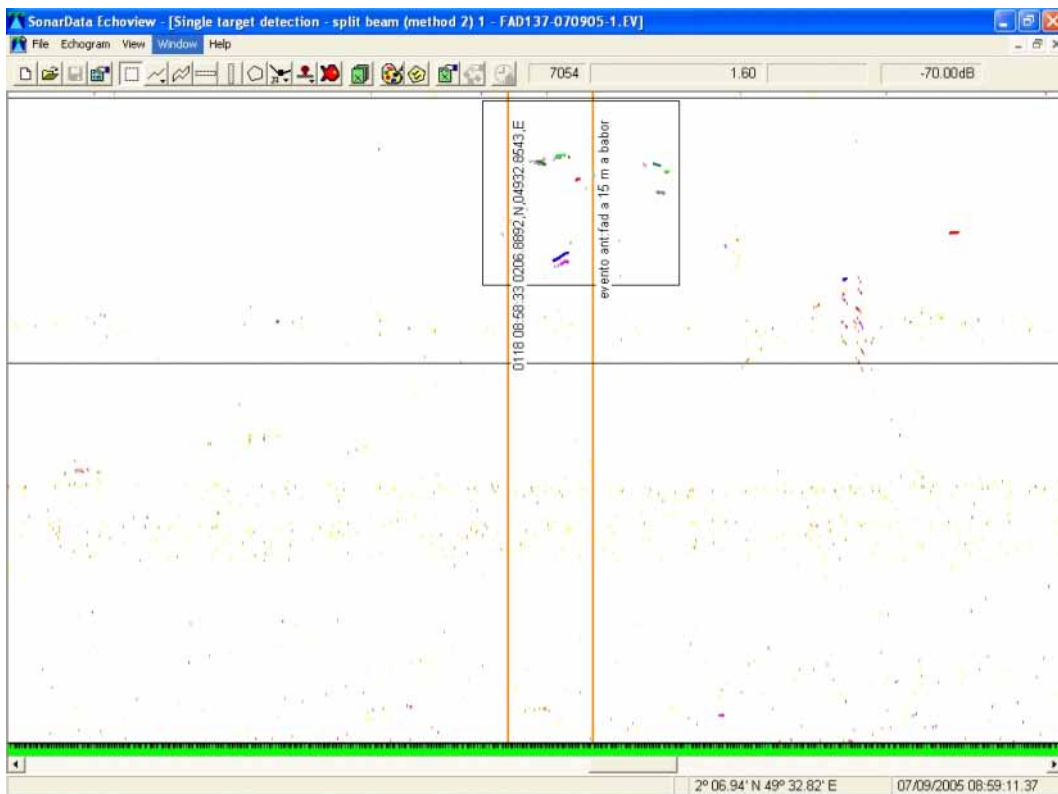 SonarData Echoview - [Single target detection - split beam (method 2) 1 - FAD137-070905-1.EV]
File Echogram View Window Help
7054 1.60 -70.00dB
0118 08:58:33 0206.8892,N,04932.8543,E
evento ant:fad a 15 m a babor
2º 06.94' N 49º 32.82' E 07/09/2005 08:59:11.37